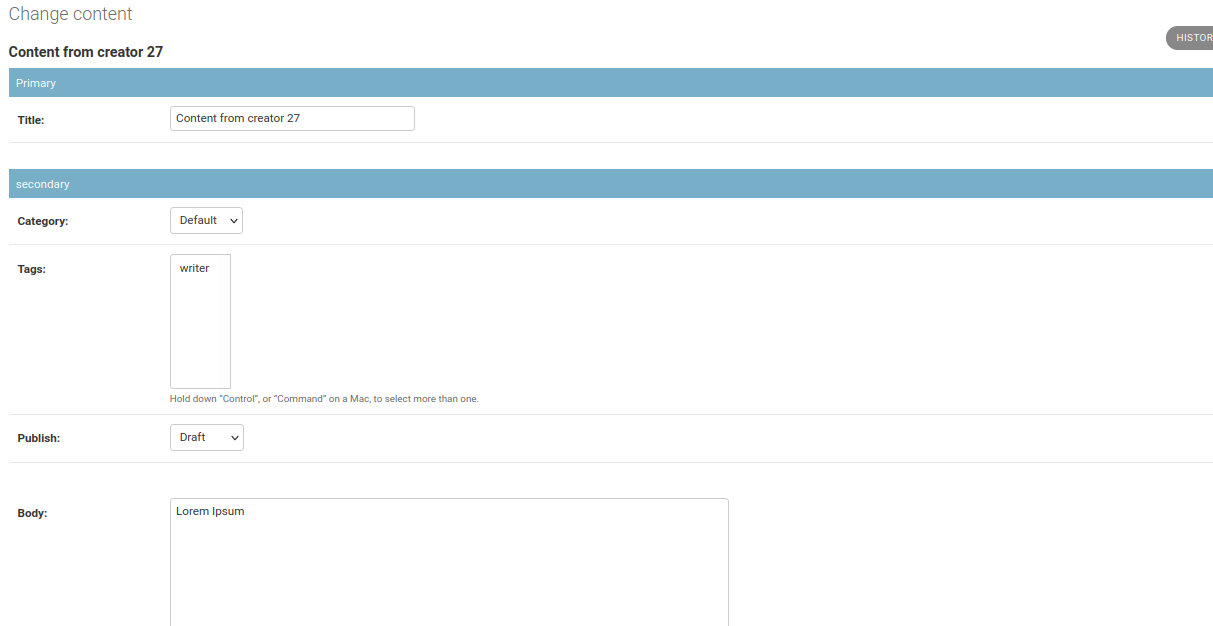 Change content
HISTOR
Content from creator 27
Primary
Title:
Content from creator 27
secondary
Category:
Default
Tags:
writer
Hold down “Control”, or “Command” on a Mac, to select more than one.
Publish:
Draft
Body:
Lorem Ipsum